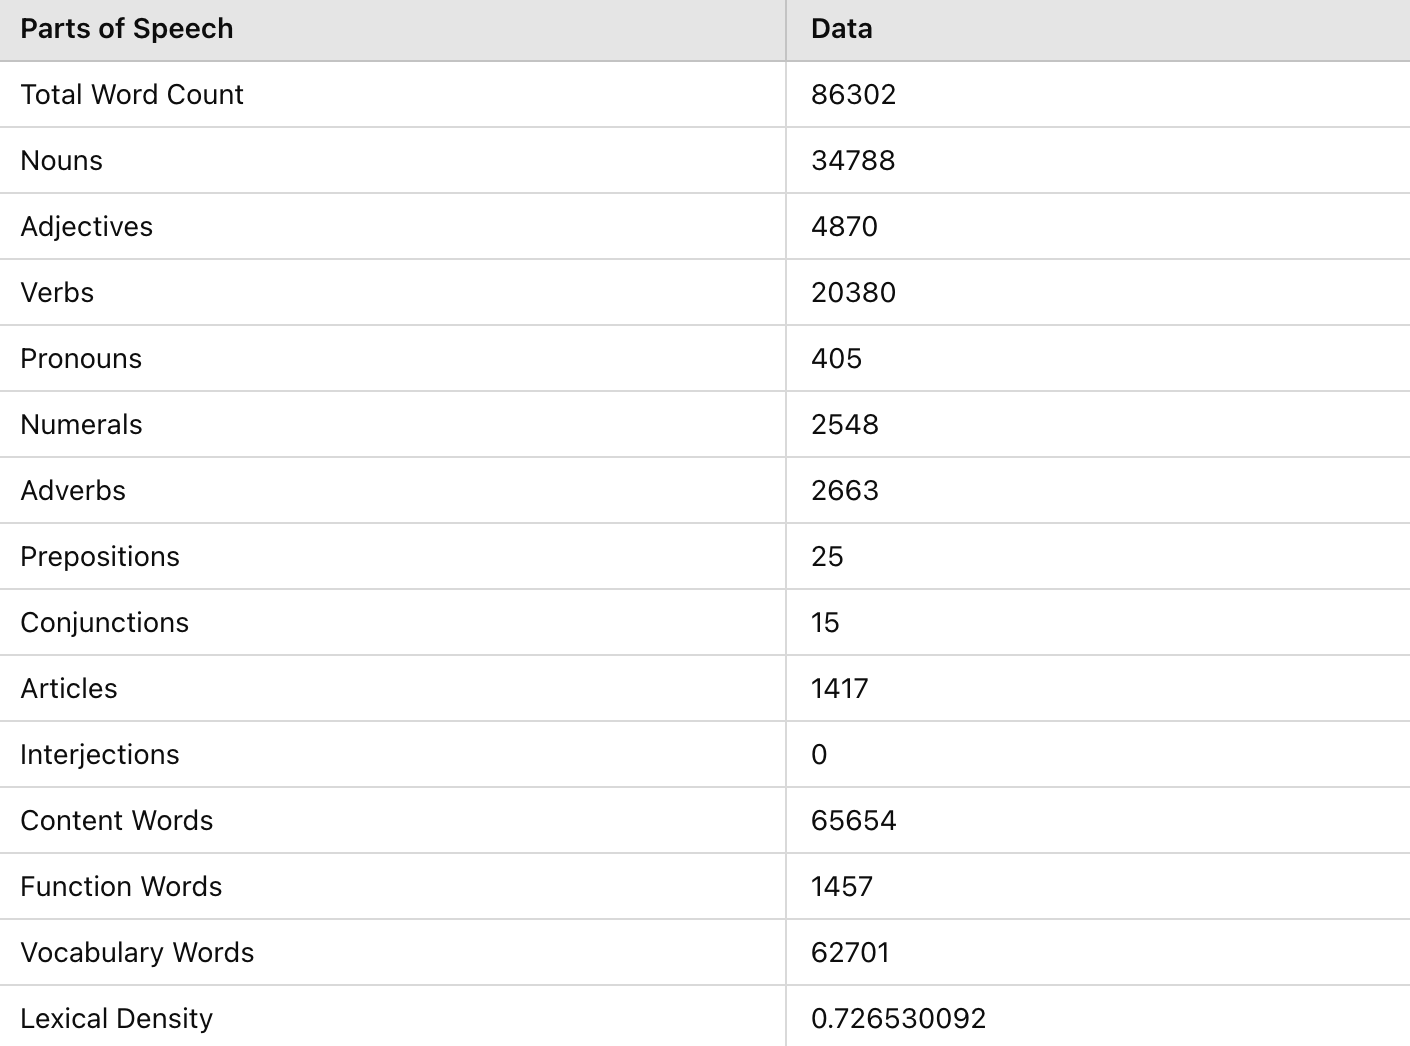 Parts of Speech Data
Total Word Count 86302
Nouns 34788
Adjectives 4870
Verbs 20380
Pronouns 405
Numerals 2548
Adverbs 2663
Prepositions 25
Conjunctions 15
Articles 1417
Interjections 0
Content Words 65654
Function Words 1457
Vocabulary Words 62701
Lexical Density 0.726530092